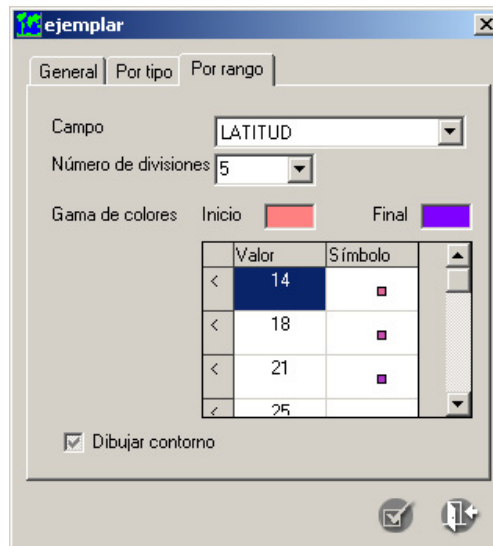 ejemplar
General Por tipo Por rango
Campo LATITUD
Número de divisiones 5
Gama de colores Inicio Final
Valor Símbolo
< 14
< 18
< 21
< 25
Dibujar contorno